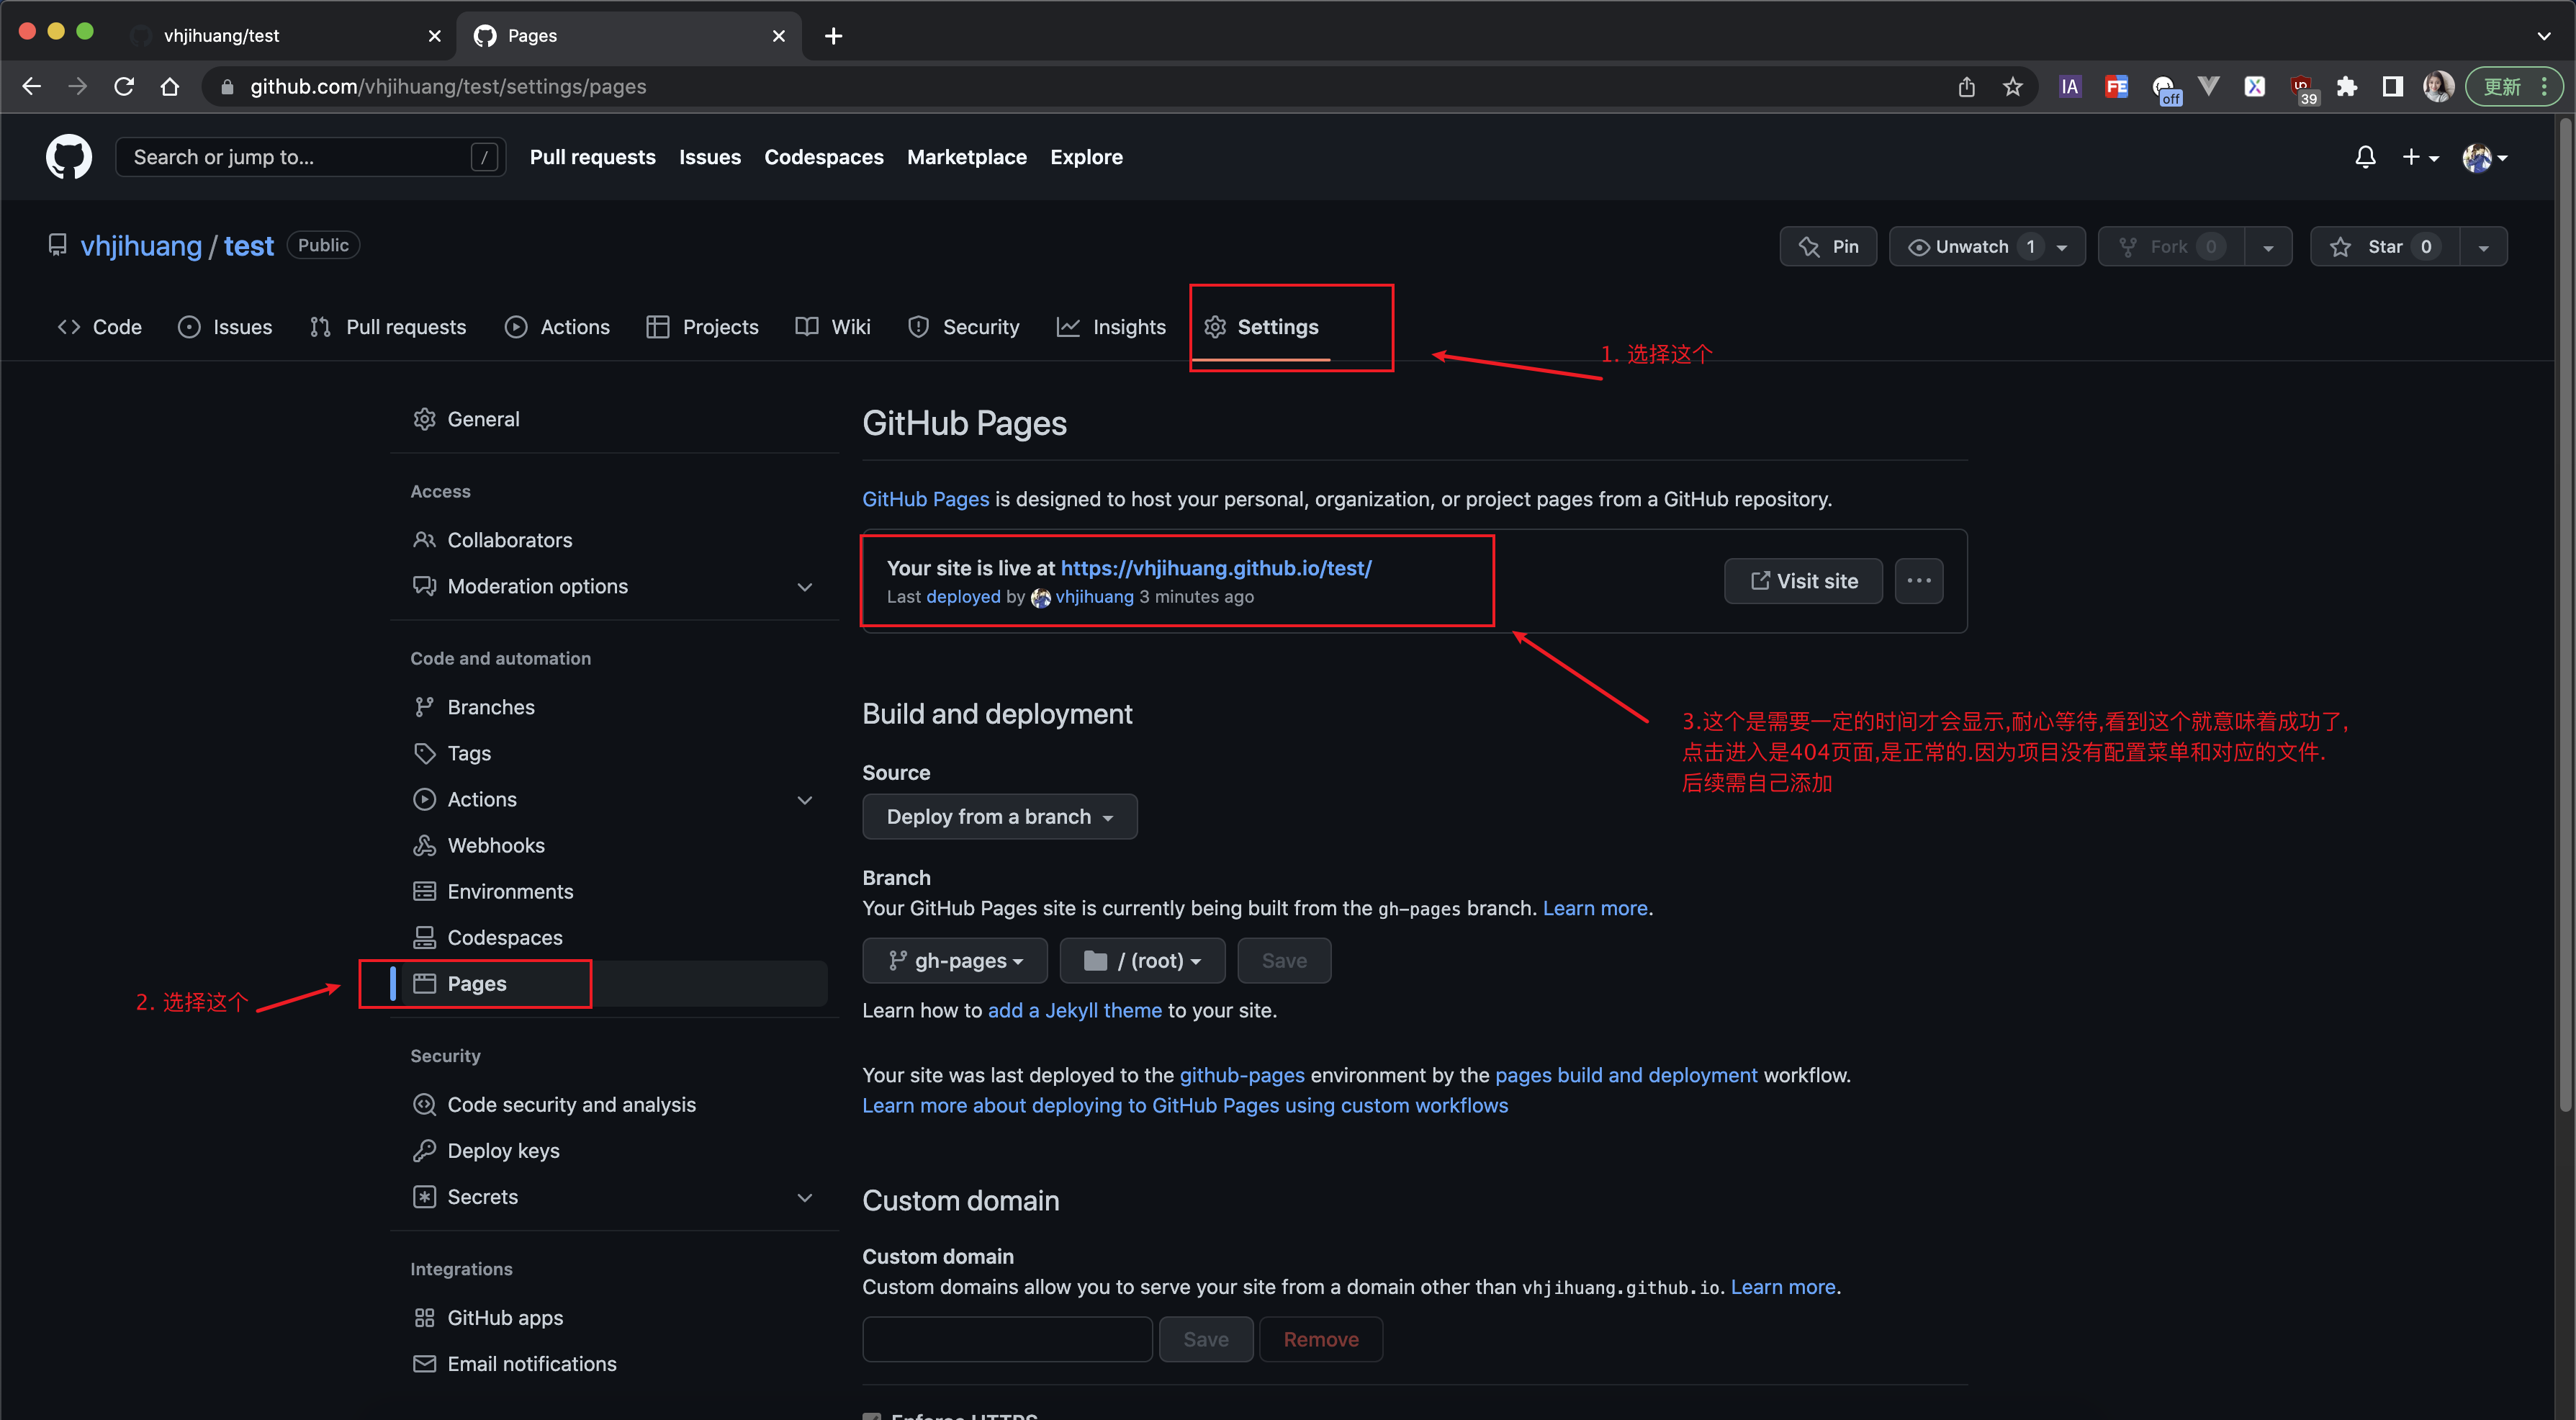 vhjihuang/test
Pages
github.com/vhjihuang/test/settings/pages
IA
FE
off
39
更新
Search or jump to...
/
Pull requests
Issues
Codespaces
Marketplace
Explore
vhjihuang / test
Public
Pin
Unwatch 1
Fork 0
Star 0
Code
Issues
Pull requests
Actions
Projects
Wiki
Security
Insights
Settings
1. 选择这个
General
Access
Collaborators
Moderation options
Code and automation
Branches
Tags
Actions
Webhooks
Environments
Codespaces
Pages
2. 选择这个
Security
Code security and analysis
Deploy keys
Secrets
Integrations
GitHub apps
Email notifications
GitHub Pages
GitHub Pages is designed to host your personal, organization, or project pages from a GitHub repository.
Your site is live at https://vhjihuang.github.io/test/
Last deployed by vhjihuang 3 minutes ago
Visit site
3.这个是需要一定的时间才会显示,耐心等待,看到这个就意味着成功了,
点击进入是404页面,是正常的.因为项目没有配置菜单和对应的文件.
后续需自己添加
Build and deployment
Source
Deploy from a branch
Branch
Your GitHub Pages site is currently being built from the gh-pages branch. Learn more.
gh-pages
/ (root)
Save
Learn how to add a Jekyll theme to your site.
Your site was last deployed to the github-pages environment by the pages build and deployment workflow.
Learn more about deploying to GitHub Pages using custom workflows
Custom domain
Custom domain
Custom domains allow you to serve your site from a domain other than vhjihuang.github.io. Learn more.
Save
Remove
Enforce HTTPS